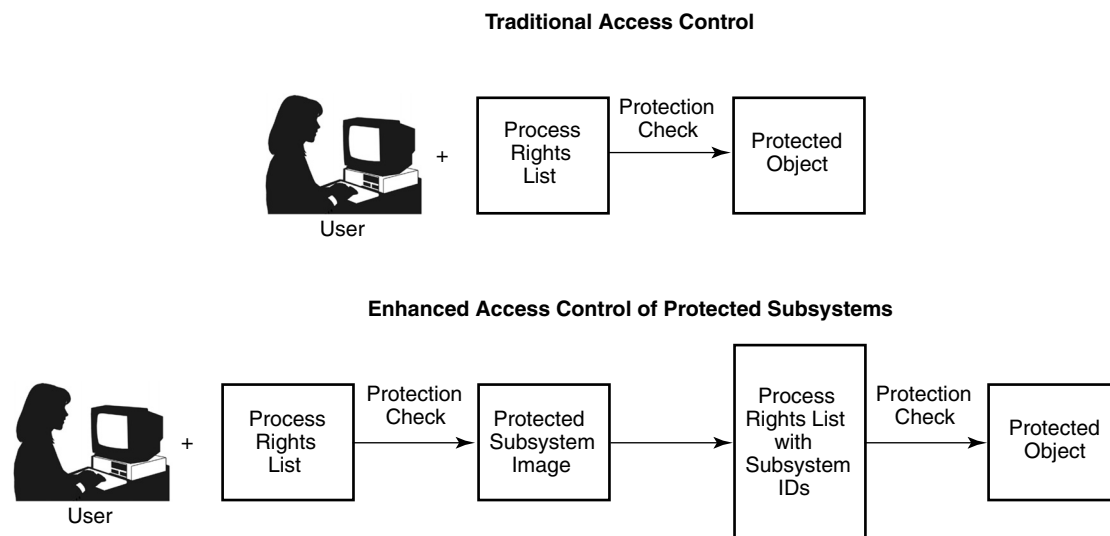 Traditional Access Control
User
+
Process
Rights
List
Protection
Check
Protected
Object
Enhanced Access Control of Protected Subsystems
User
+
Process
Rights
List
Protection
Check
Protected
Subsystem
Image
Process
Rights List
with
Subsystem
IDs
Protection
Check
Protected
Object